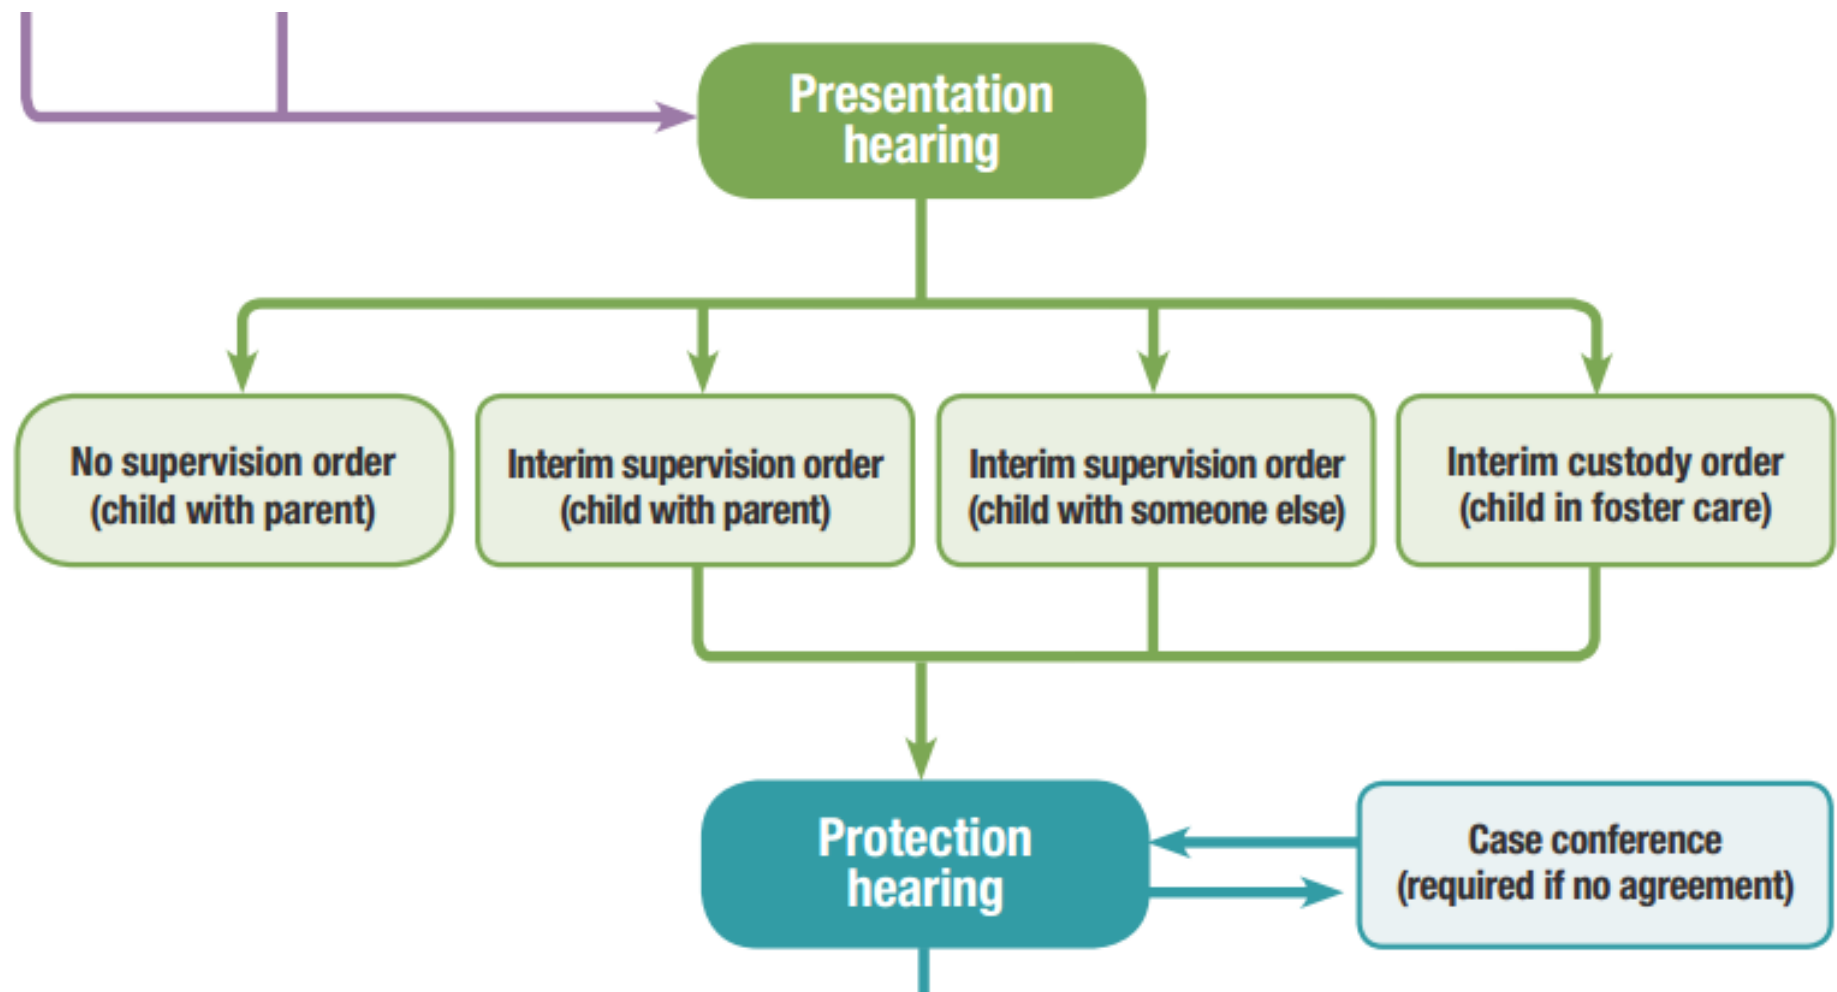 Presentation
hearing
No supervision order
(child with parent)
Interim supervision order
(child with parent)
Interim supervision order
(child with someone else)
Interim custody order
(child in foster care)
Protection
hearing
Case conference
(required if no agreement)